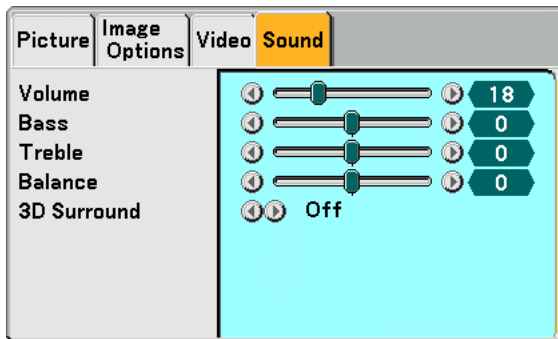 Picture
Image
Options
Video
Sound
Volume 18
Bass 0
Treble 0
Balance 0
3D Surround Off